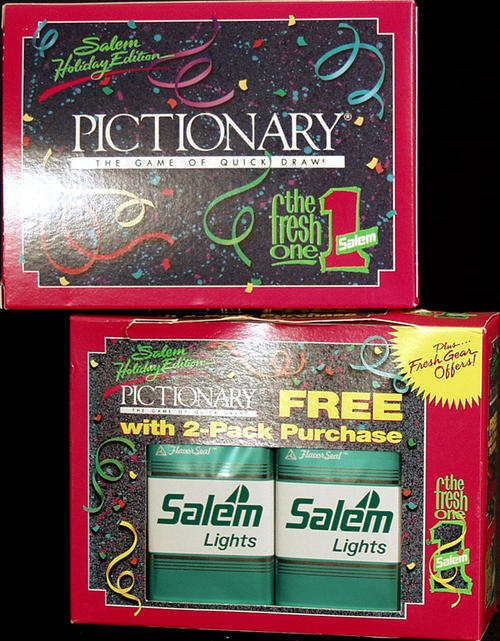 Salem
Holiday Edition
PICTIONARY®
THE GAME OF QUICK DRAW®
the
fresh
one
1
Salem
Plus...
Fresh Gear
Offers!
Salem
Holiday Edition
PICTIONARY
THE GAME OF QUICK DRAW
FREE
with 2-Pack Purchase
FlavorSeal™
FlavorSeal™
Salem
Lights
Salem
Lights
the
fresh
one
1
Salem